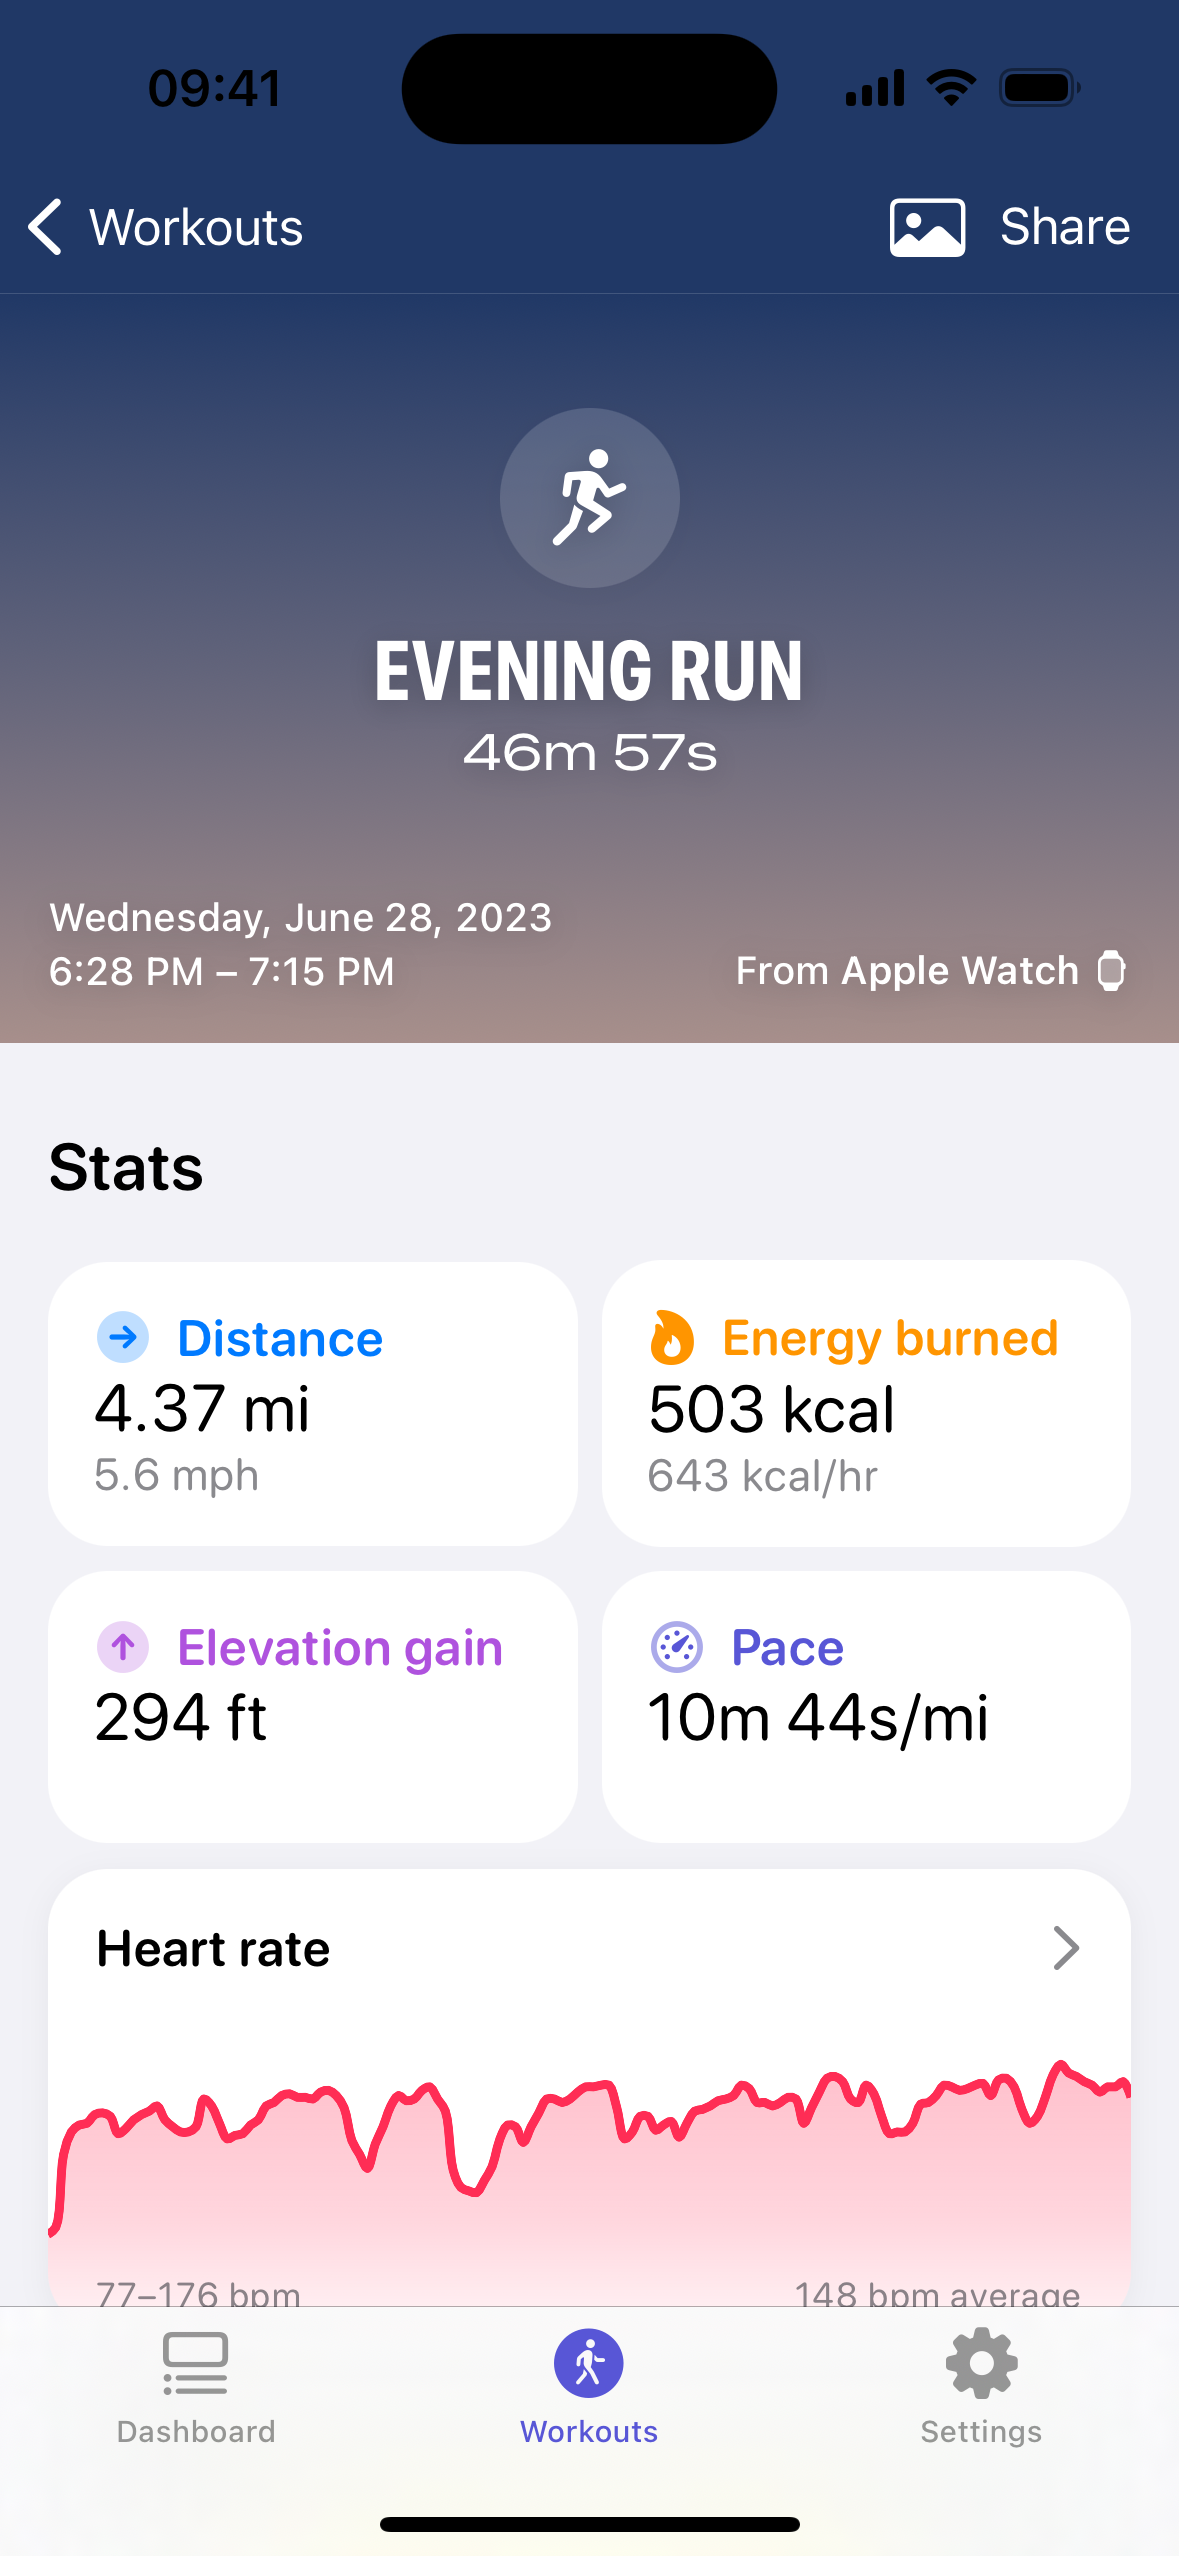 09:41
Workouts
Share
EVENING RUN
46m 57s
Wednesday, June 28, 2023
6:28 PM – 7:15 PM
From Apple Watch
Stats
Distance
4.37 mi
5.6 mph
Energy burned
503 kcal
643 kcal/hr
Elevation gain
294 ft
Pace
10m 44s/mi
Heart rate
77–176 bpm
148 bpm average
Dashboard
Workouts
Settings